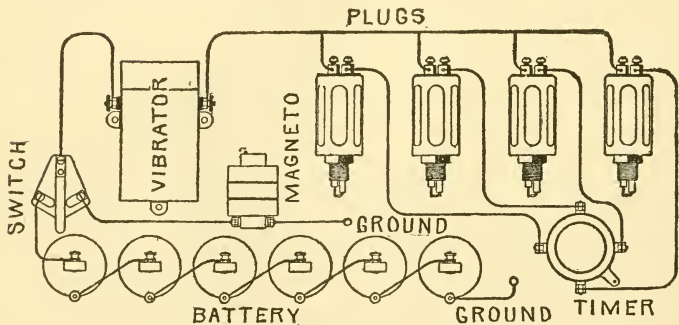 PLUGS
SWITCH
VIBRATOR
MAGNETO
GROUND
BATTERY
GROUND
TIMER